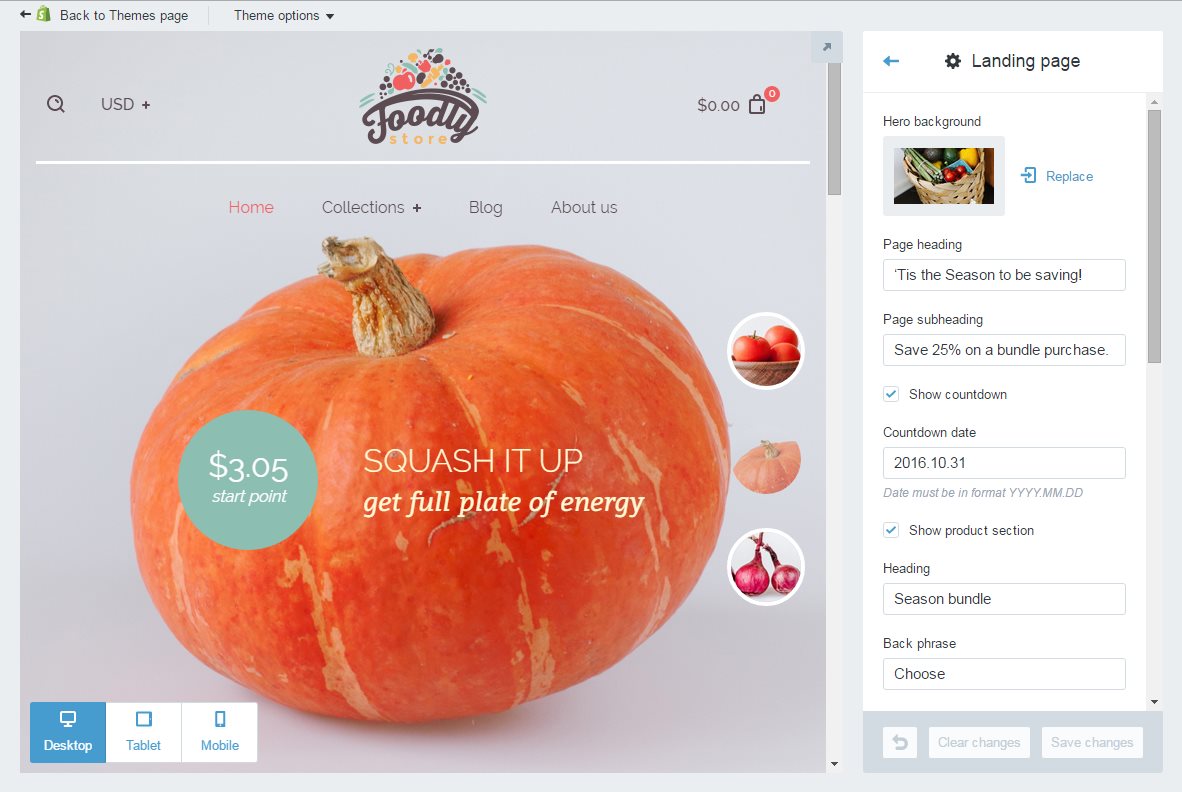 Back to Themes page
Theme options
USD +
Foodly
store
$0.00
0
Home
Collections +
Blog
About us
$3.05
start point
SQUASH IT UP
get full plate of energy
Desktop
Tablet
Mobile
Landing page
Hero background
Replace
Page heading
‘Tis the Season to be saving!
Page subheading
Save 25% on a bundle purchase.
Show countdown
Countdown date
2016.10.31
Date must be in format YYYY.MM.DD
Show product section
Heading
Season bundle
Back phrase
Choose
Clear changes
Save changes